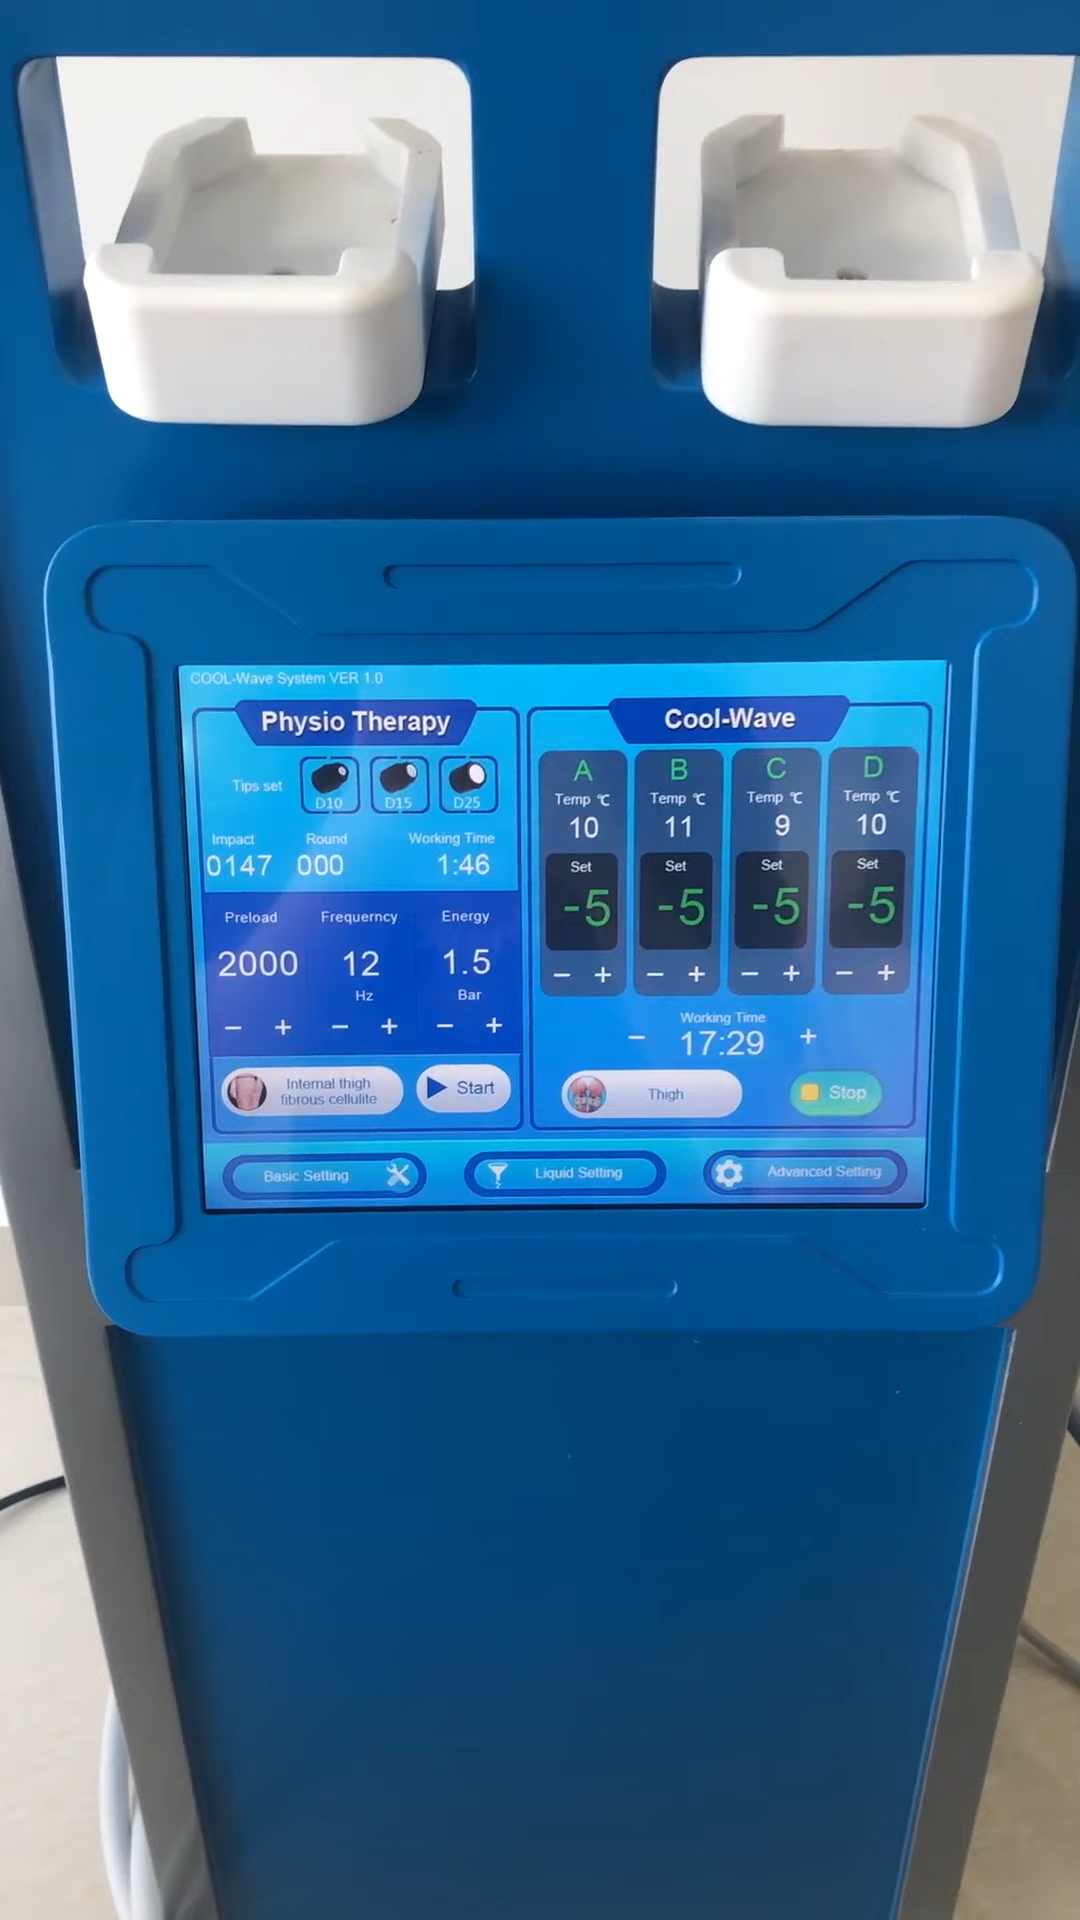 COOL-Wave System VER 1.0
Physio Therapy
Tips set
D10 D15 D25
Impact Round Working Time
0147 000 1:46
Preload Frequerncy Energy
2000 12 1.5
Hz Bar
− + − + − +
Internal thigh
fibrous cellulite
Start
Cool-Wave
A B C D
Temp ℃ Temp ℃ Temp ℃ Temp ℃
10 11 9 10
Set Set Set Set
-5 -5 -5 -5
− + − + − + − +
Working Time
− 17:29 +
Thigh Stop
Basic Setting Liquid Setting Advanced Setting